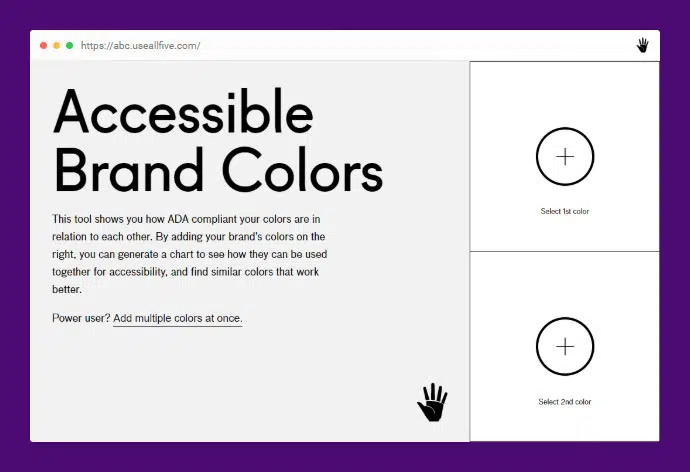 https://abc.useallfive.com/
Accessible
Brand Colors
This tool shows you how ADA compliant your colors are in
relation to each other. By adding your brand's colors on the
right, you can generate a chart to see how they can be used
together for accessibility, and find similar colors that work
better.
Power user? Add multiple colors at once.
Select 1st color
Select 2nd color